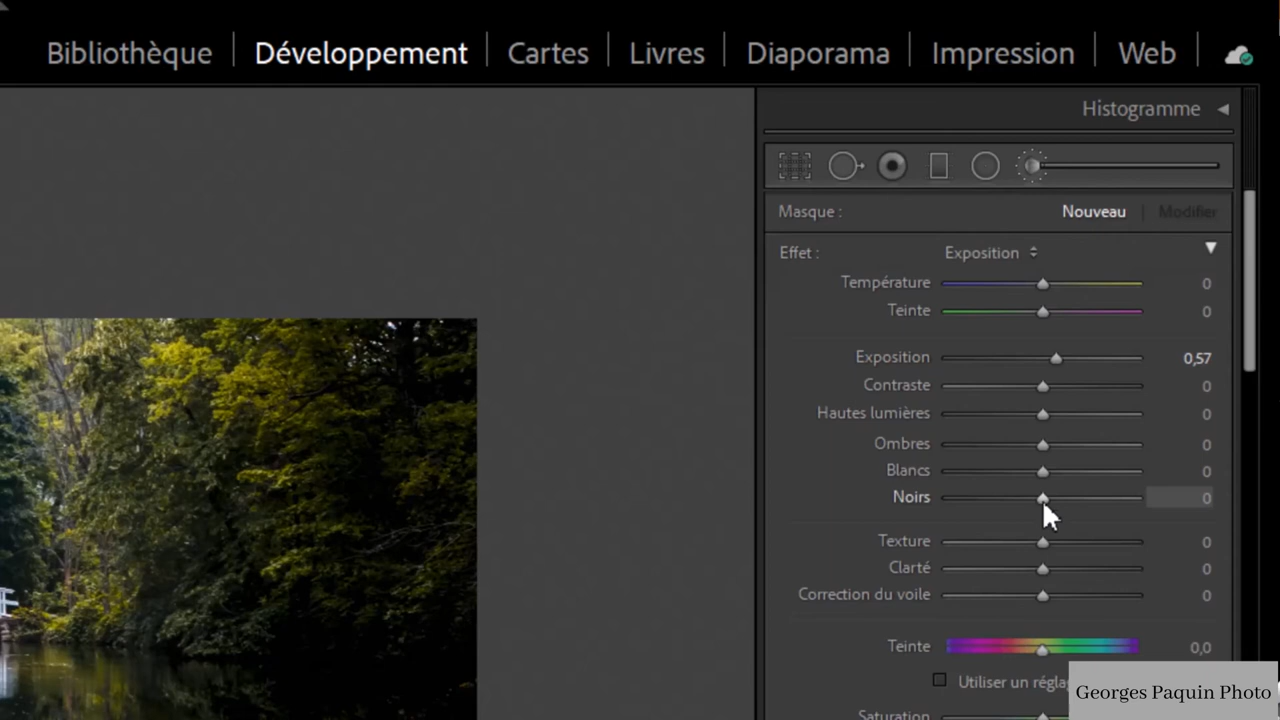 Bibliothèque Développement Cartes Livres Diaporama Impression Web
Histogramme
Masque : Nouveau Modifier
Effet : Exposition
Température 0
Teinte 0
Exposition 0,57
Contraste 0
Hautes lumières 0
Ombres 0
Blancs 0
Noirs 0
Texture 0
Clarté 0
Correction du voile 0
Teinte 0,0
Utiliser un
Georges Paquin Photo
Saturation